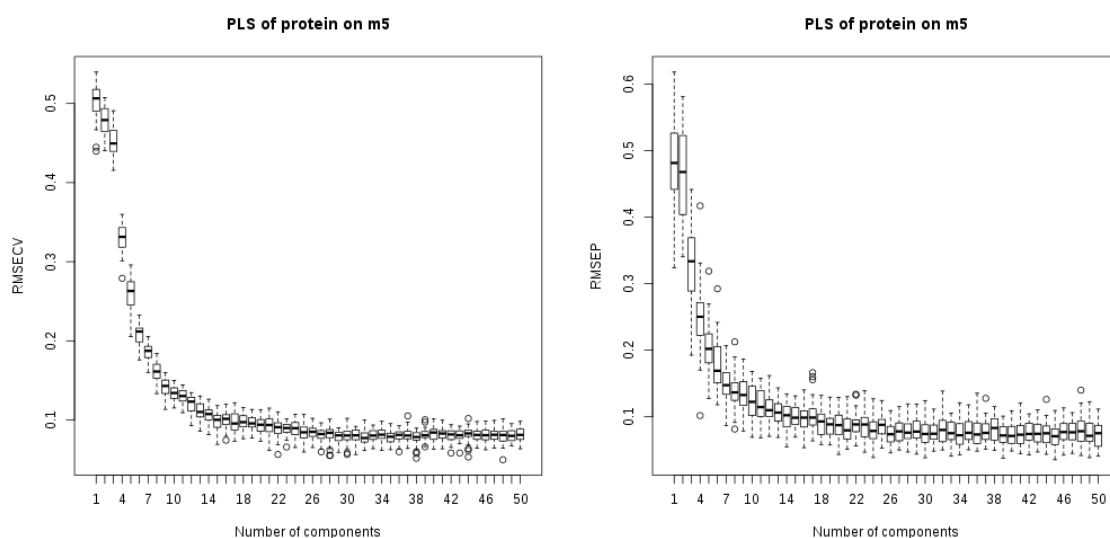 PLS of protein on m5
RMSECV
0.5
0.4
0.3
0.2
0.1
1 4 7 10 14 18 22 26 30 34 38 42 46 50
Number of components
PLS of protein on m5
RMSEP
0.6
0.5
0.4
0.3
0.2
0.1
1 4 7 10 14 18 22 26 30 34 38 42 46 50
Number of components